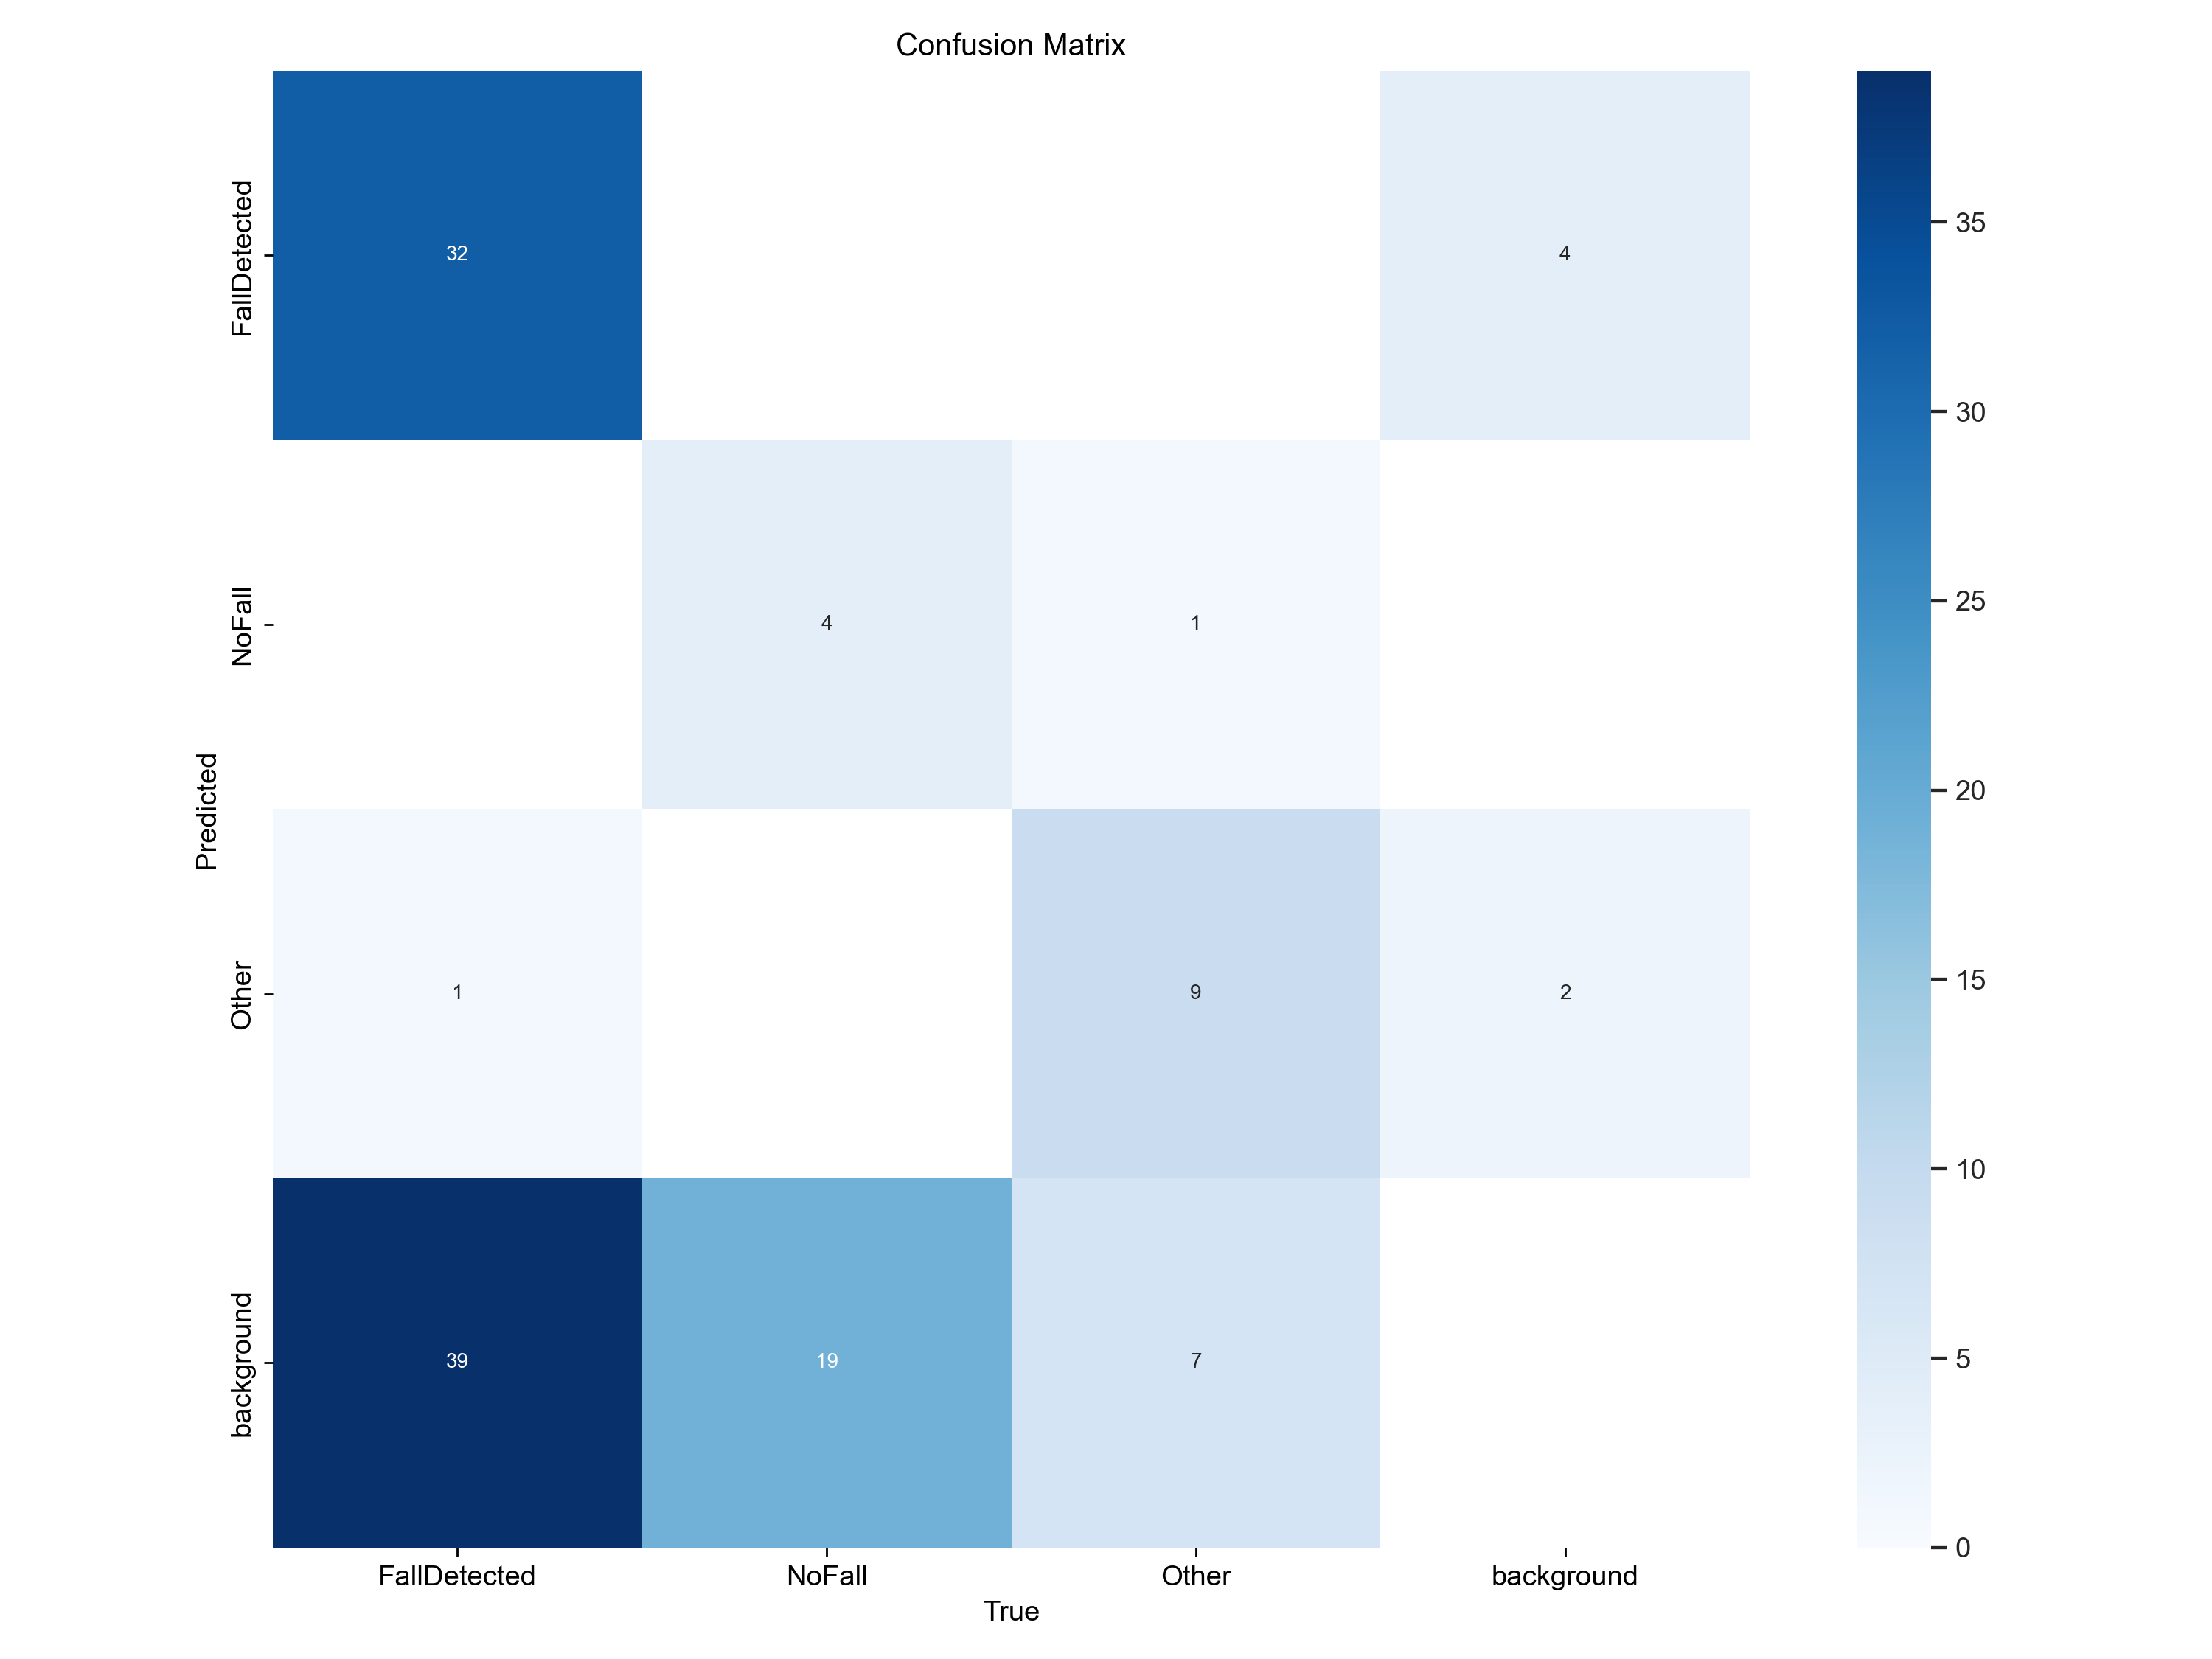 Confusion Matrix
FallDetected
32
4
35
30
25
NoFall
4
1
20
Predicted
Other
1
9
2
15
10
background
39
19
7
5
0
FallDetected
NoFall
Other
background
True